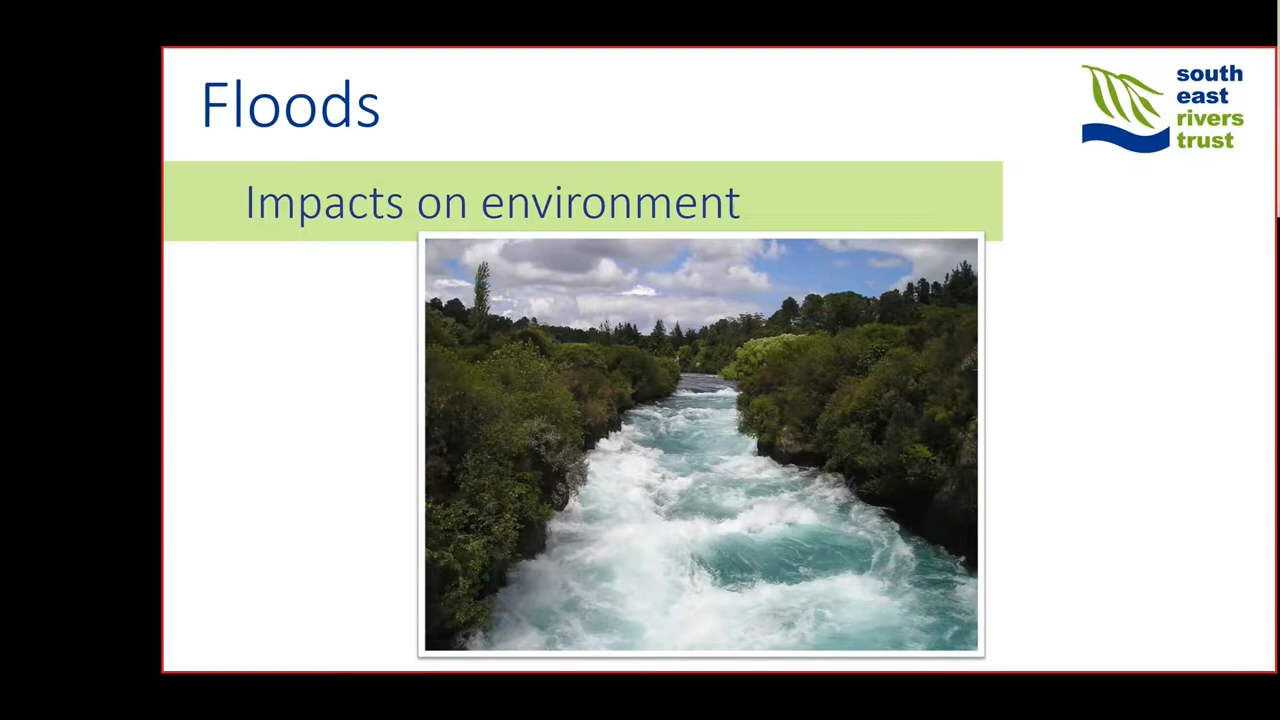 Floods
south
east
rivers
trust
Impacts on environment